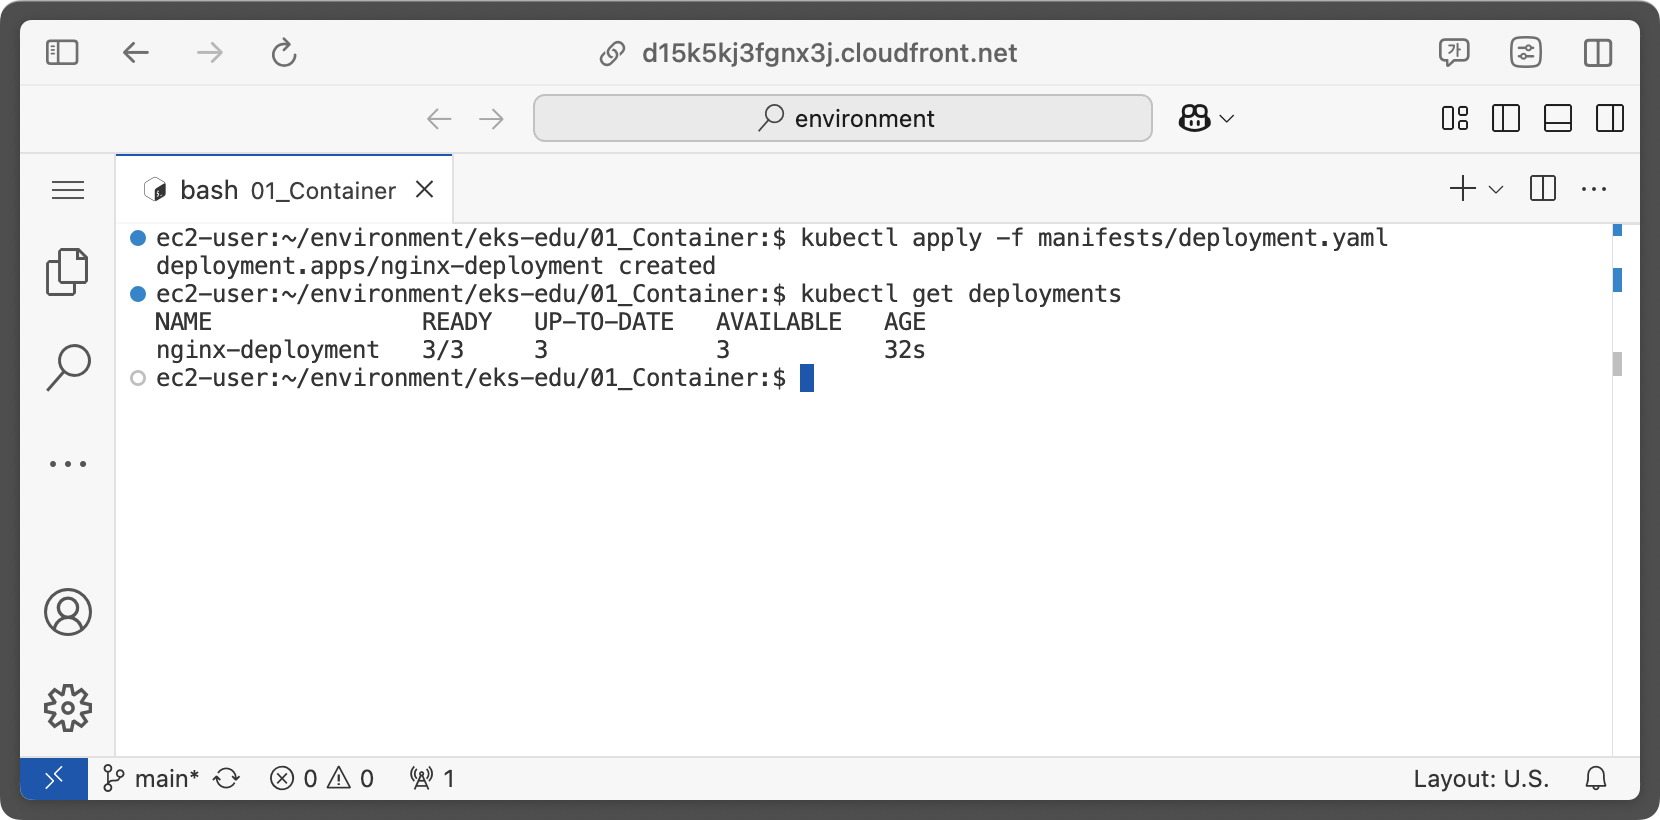 d15k5kj3fgnx3j.cloudfront.net
가
environment
bash 01_Container
ec2-user:~/environment/eks-edu/01_Container:$ kubectl apply -f manifests/deployment.yaml
deployment.apps/nginx-deployment created
ec2-user:~/environment/eks-edu/01_Container:$ kubectl get deployments
NAME READY UP-TO-DATE AVAILABLE AGE
nginx-deployment 3/3 3 3 32s
ec2-user:~/environment/eks-edu/01_Container:$
main* 0 0 1 Layout: U.S.